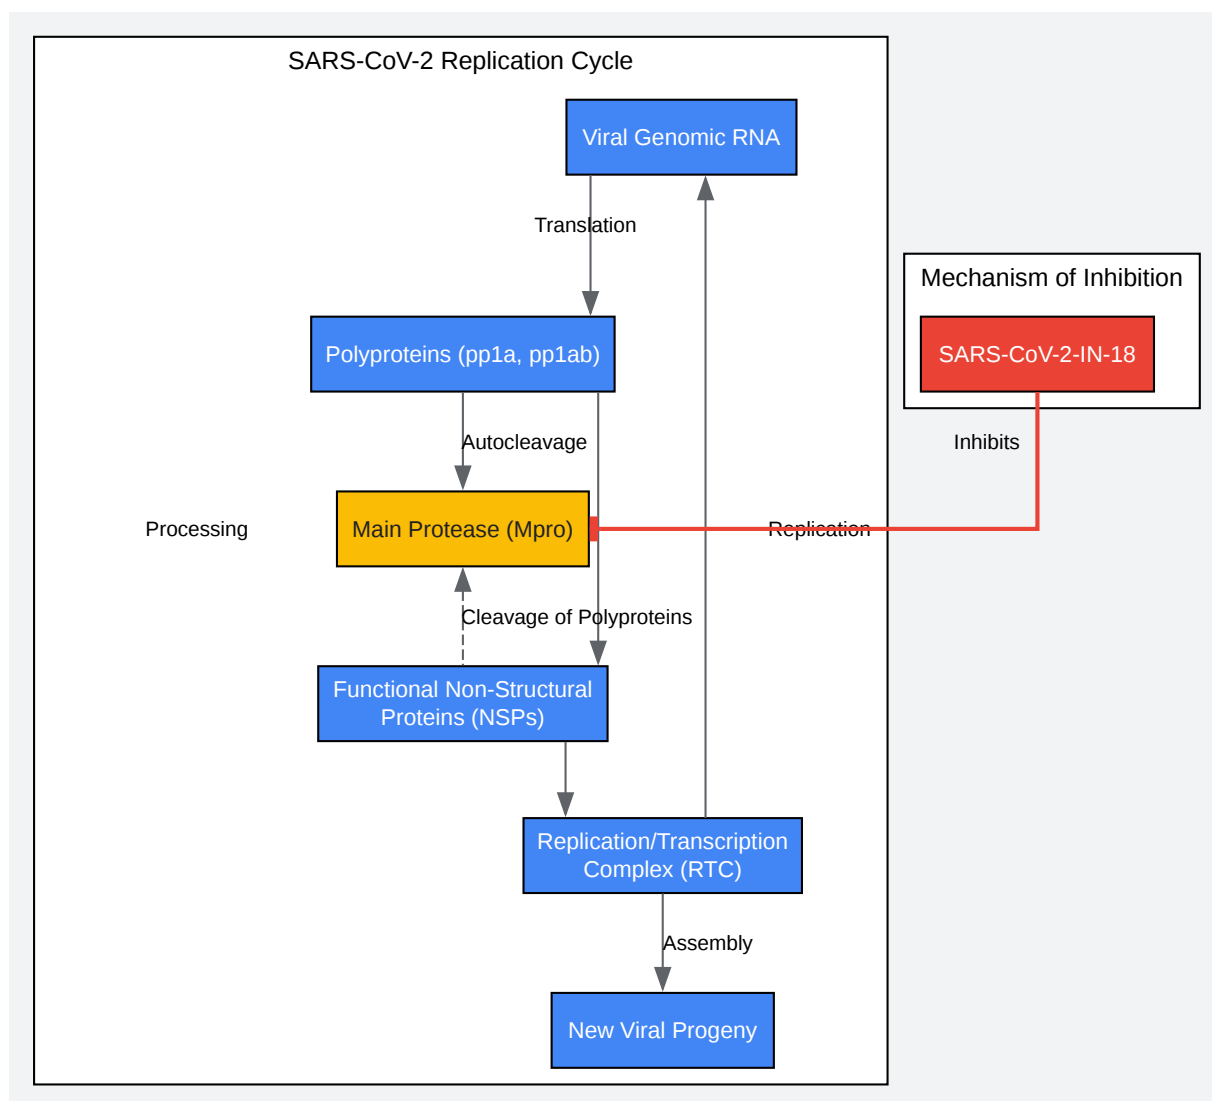 SARS-CoV-2 Replication Cycle
Viral Genomic RNA
Translation
Mechanism of Inhibition
Polyproteins (pp1a, pp1ab)
SARS-CoV-2-IN-18
Autocleavage
Inhibits
Processing
Main Protease (Mpro)
Replication
Cleavage of Polyproteins
Functional Non-Structural
Proteins (NSPs)
Replication/Transcription
Complex (RTC)
Assembly
New Viral Progeny